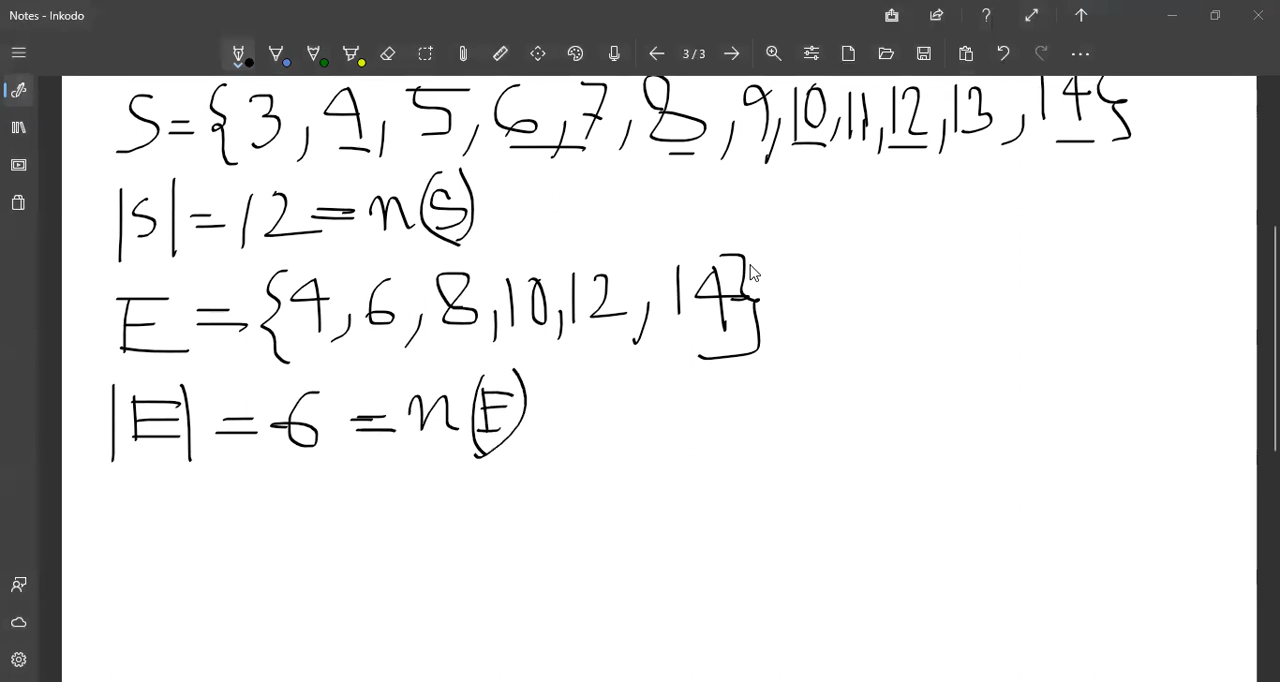 Notes - Inkodo
3/3
S={3,4,5,6,7,8,9,10,11,12,13,14}
|S|=12=n(S)
E={4,6,8,10,12,14}
|E|=6=n(E)